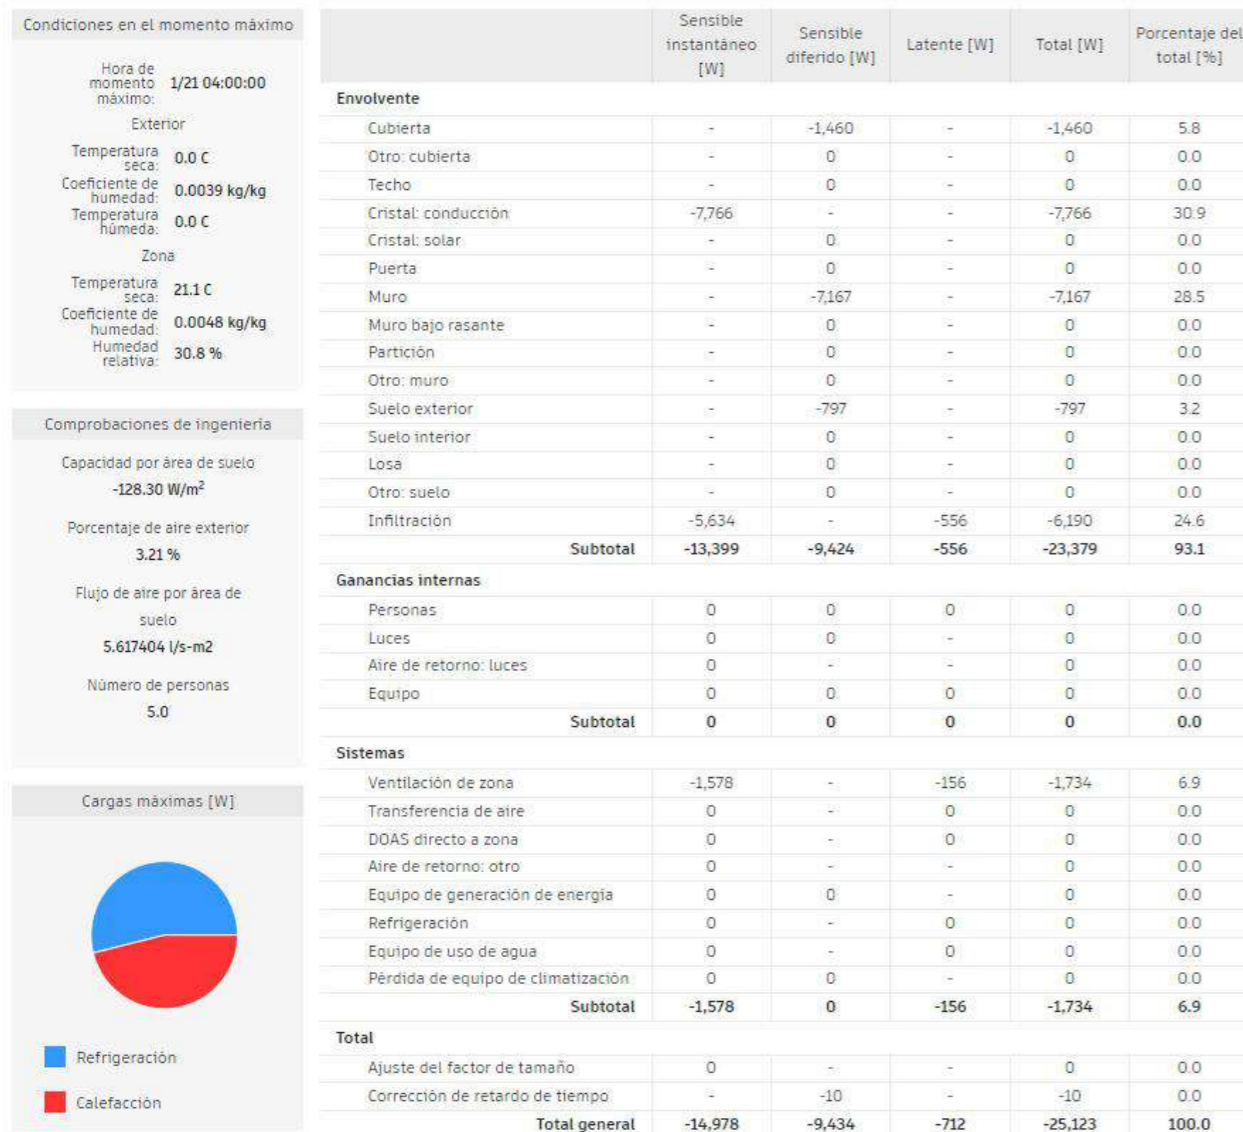 Condiciones en el momento máximo
Hora de
momento
máximo:
1/21 04:00:00
Exterior
Temperatura
seca:
0.0 C
Coeficiente de
humedad:
0.0039 kg/kg
Temperatura
húmeda:
0.0 C
Zona
Temperatura
seca:
21.1 C
Coeficiente de
humedad:
0.0048 kg/kg
Humedad
relativa:
30.8 %
Comprobaciones de ingeniería
Capacidad por área de suelo
-128.30 W/m²
Porcentaje de aire exterior
3.21 %
Flujo de aire por área de
suelo
5.617404 l/s-m2
Número de personas
5.0
Cargas máximas [W]
Refrigeración
Calefacción
Sensible instantáneo [W] Sensible diferido [W] Latente [W] Total [W] Porcentaje del total [%]
Envolvente
Cubierta - -1,460 - -1,460 5.8
Otro: cubierta - 0 - 0 0.0
Techo - 0 - 0 0.0
Cristal: conducción -7,766 - - -7,766 30.9
Cristal: solar - 0 - 0 0.0
Puerta - 0 - 0 0.0
Muro - -7,167 - -7,167 28.5
Muro bajo rasante - 0 - 0 0.0
Partición - 0 - 0 0.0
Otro: muro - 0 - 0 0.0
Suelo exterior - -797 - -797 3.2
Suelo interior - 0 - 0 0.0
Losa - 0 - 0 0.0
Otro: suelo - 0 - 0 0.0
Infiltración -5,634 - -556 -6,190 24.6
Subtotal -13,399 -9,424 -556 -23,379 93.1
Ganancias internas
Personas 0 0 0 0 0.0
Luces 0 0 - 0 0.0
Aire de retorno: luces 0 - - 0 0.0
Equipo 0 0 0 0 0.0
Subtotal 0 0 0 0 0.0
Sistemas
Ventilación de zona -1,578 - -156 -1,734 6.9
Transferencia de aire 0 - 0 0 0.0
DOAS directo a zona 0 - 0 0 0.0
Aire de retorno: otro 0 - - 0 0.0
Equipo de generación de energía 0 0 - 0 0.0
Refrigeración 0 - 0 0 0.0
Equipo de uso de agua 0 - 0 0 0.0
Pérdida de equipo de climatización 0 0 - 0 0.0
Subtotal -1,578 0 -156 -1,734 6.9
Total
Ajuste del factor de tamaño 0 - - 0 0.0
Corrección de retardo de tiempo - -10 - -10 0.0
Total general -14,978 -9,434 -712 -25,123 100.0